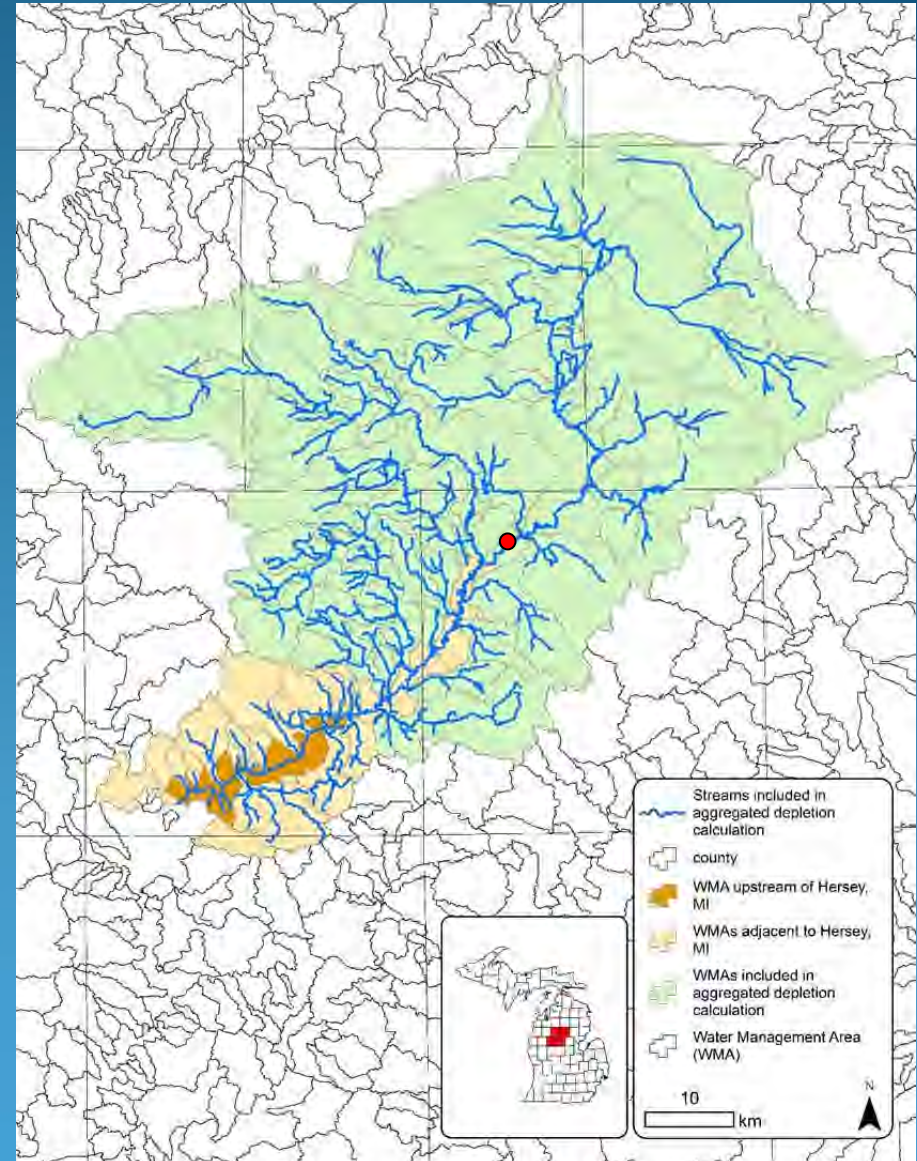 Streams included in
aggregated depletion
calculation
county
WMA upstream of Hersey,
MI
WMAs adjacent to Hersey,
MI
WMAs included in
aggregated depletion
calculation
Water Management Area
(WMA)
10
km
N